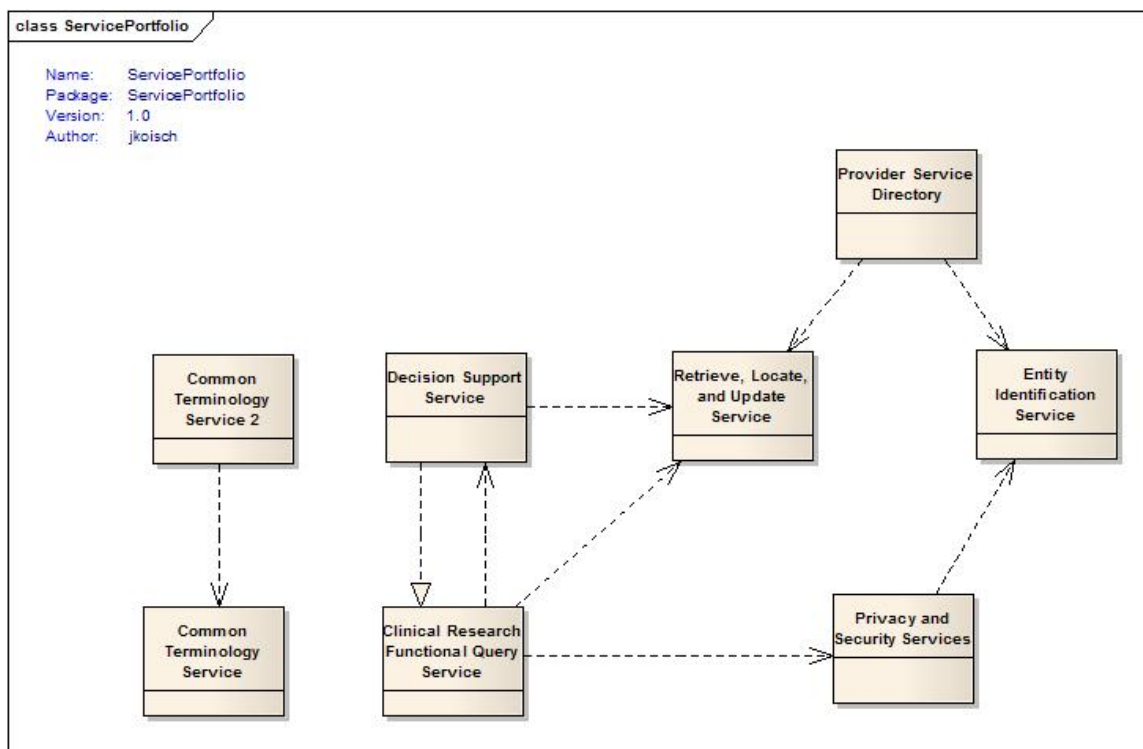 class ServicePortfolio
Name: ServicePortfolio
Package: ServicePortfolio
Version: 1.0
Author: jkoisch
Provider Service
Directory
Common
Terminology
Service 2
Decision Support
Service
Retrieve, Locate,
and Update
Service
Entity
Identification
Service
Common
Terminology
Service
Clinical Research
Functional Query
Service
Privacy and
Security Services